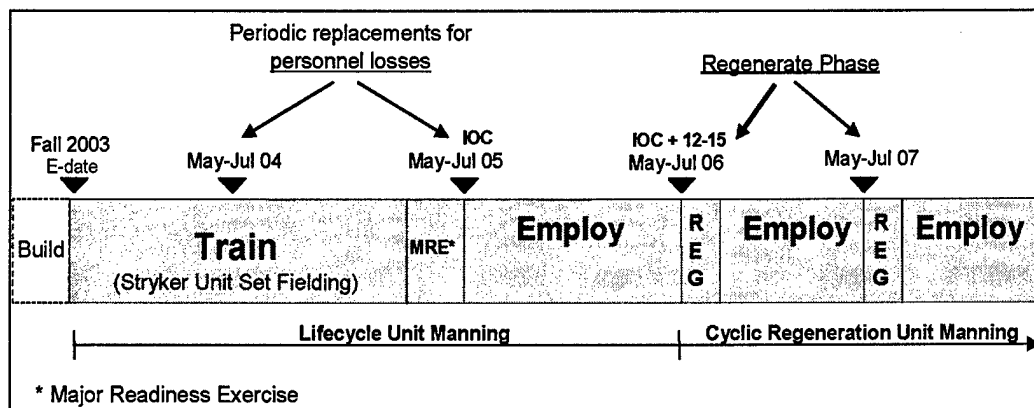 Periodic replacements for
personnel losses
Regenerate Phase
Fall 2003
E-date
May-Jul 04
IOC
May-Jul 05
IOC + 12-15
May-Jul 06
May-Jul 07
Build
Train
(Stryker Unit Set Fielding)
MRE*
Employ
REG
Employ
REG
Employ
Lifecycle Unit Manning
Cyclic Regeneration Unit Manning
* Major Readiness Exercise